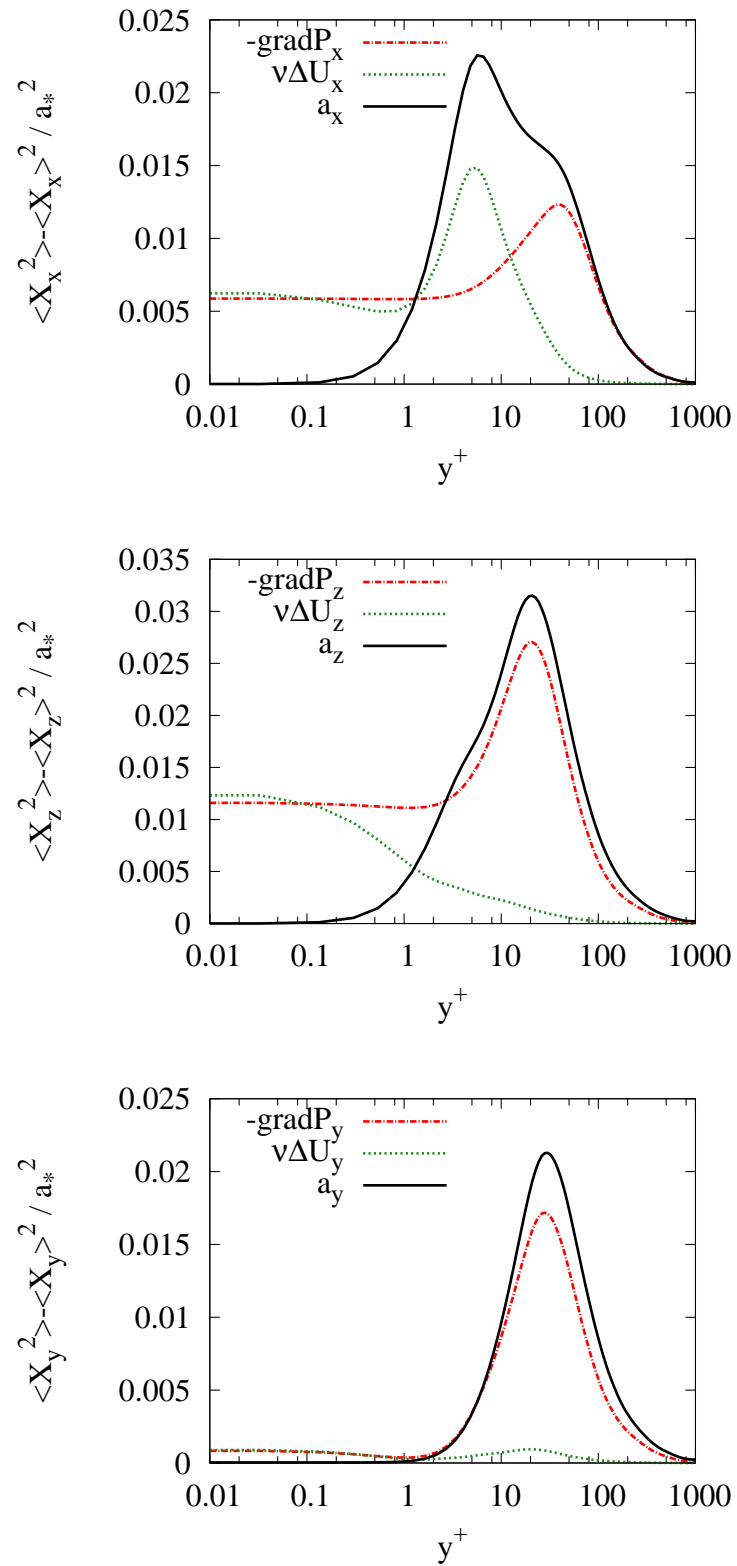 0.025
-gradP_x
0.02
νΔU_x
a_x
0.015
<X_x^2>-<X_x>^2 / a_*^2
0.01
0.005
0
0.01 0.1 1 10 100 1000
y^+
0.035
-gradP_z
0.03
νΔU_z
a_z
0.025
0.02
<X_z^2>-<X_z>^2 / a_*^2
0.015
0.01
0.005
0
0.01 0.1 1 10 100 1000
y^+
0.025
-gradP_y
0.02
νΔU_y
a_y
0.015
<X_y^2>-<X_y>^2 / a_*^2
0.01
0.005
0
0.01 0.1 1 10 100 1000
y^+